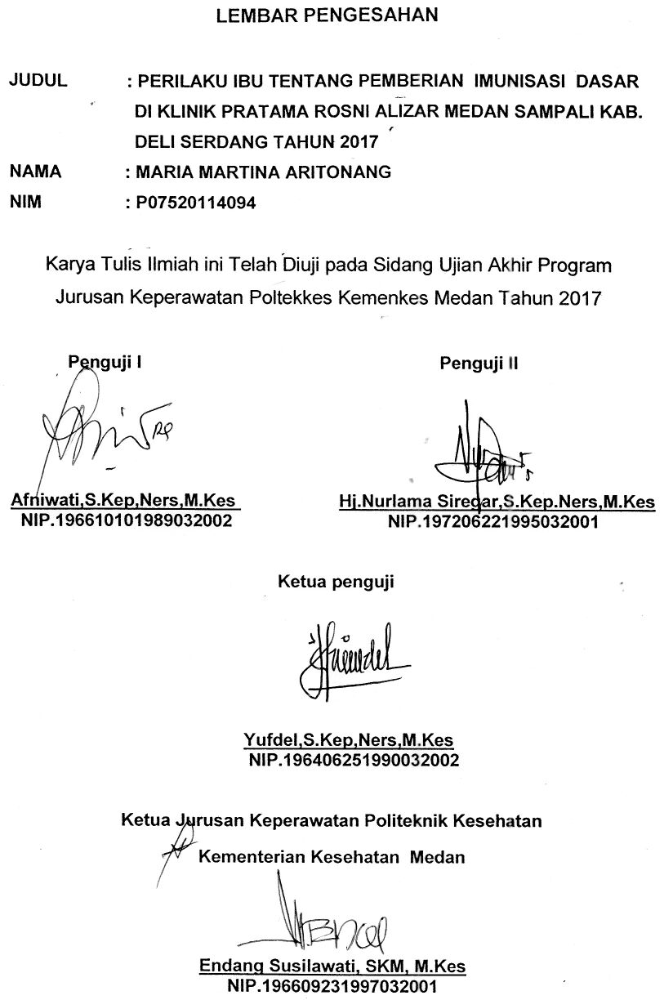 LEMBAR PENGESAHAN
JUDUL : PERILAKU IBU TENTANG PEMBERIAN IMUNISASI DASAR
DI KLINIK PRATAMA ROSNI ALIZAR MEDAN SAMPALI KAB.
DELI SERDANG TAHUN 2017
NAMA : MARIA MARTINA ARITONANG
NIM : P07520114094
Karya Tulis Ilmiah ini Telah Diuji pada Sidang Ujian Akhir Program
Jurusan Keperawatan Poltekkes Kemenkes Medan Tahun 2017
Penguji I Penguji II
Afniwati,S.Kep,Ners,M.Kes Hj.Nurlama Siregar,S.Kep.Ners,M.Kes
NIP.196610101989032002 NIP.197206221995032001
Ketua penguji
Yufdel,S.Kep,Ners,M.Kes
NIP.196406251990032002
Ketua Jurusan Keperawatan Politeknik Kesehatan
Kementerian Kesehatan Medan
Endang Susilawati, SKM, M.Kes
NIP.196609231997032001